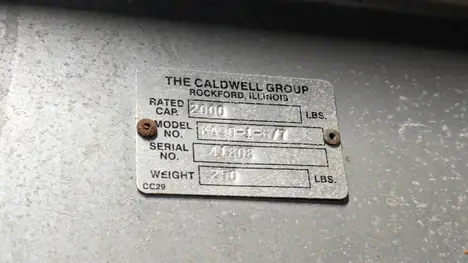 THE CALDWELL GROUP
ROCKFORD, ILLINOIS
RATED CAP. 2000 LBS.
MODEL NO.
SERIAL NO. 41808
WEIGHT 290 LBS.
CC29